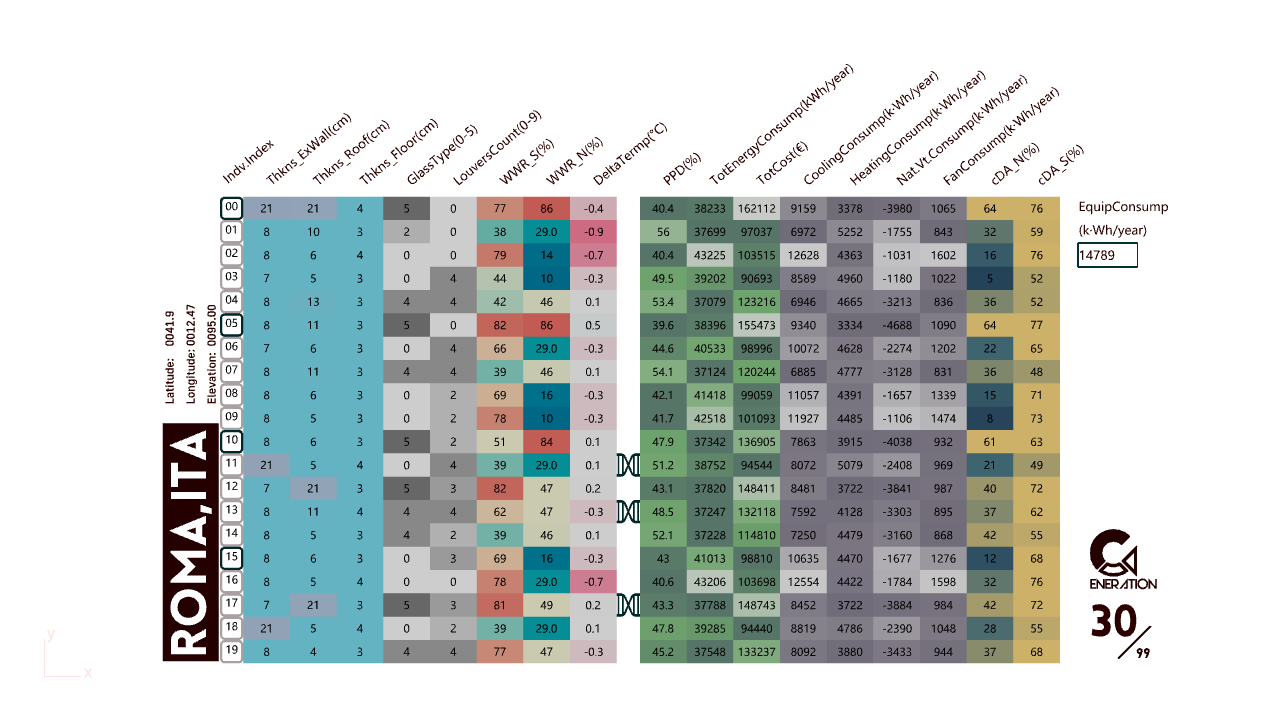 Indv.Index Thkns_ExWall(cm) Thkns_Roof(cm) Thkns_Floor(cm) GlassType(0-5) LouversCount(0-9) WWR_S(%) WWR_N(%) DeltaTermp(°C) PPD(%) TotEnergyConsump(kWh/year) TotCost(€) CoolingConsump(k·Wh/year) HeatingConsump(k·Wh/year) Nat.Vt.Consump(k·Wh/year) FanConsump(k·Wh/year) cDA_N(%) cDA_S(%)
00 21 21 4 5 0 77 86 -0.4 40.4 38233 162112 9159 3378 -3980 1065 64 76
01 8 10 3 2 0 38 29.0 -0.9 56 37699 97037 6972 5252 -1755 843 32 59
02 8 6 4 0 0 79 14 -0.7 40.4 43225 103515 12628 4363 -1031 1602 16 76
03 7 5 3 0 4 44 10 -0.3 49.5 39202 90693 8589 4960 -1180 1022 5 52
04 8 13 3 4 4 42 46 0.1 53.4 37079 123216 6946 4665 -3213 836 36 52
05 8 11 3 5 0 82 86 0.5 39.6 38396 155473 9340 3334 -4688 1090 64 77
06 7 6 3 0 4 66 29.0 -0.3 44.6 40533 98996 10072 4628 -2274 1202 22 65
07 8 11 3 4 4 39 46 0.1 54.1 37124 120244 6885 4777 -3128 831 36 48
08 8 6 3 0 2 69 16 -0.3 42.1 41418 99059 11057 4391 -1657 1339 15 71
09 8 5 3 0 2 78 10 -0.3 41.7 42518 101093 11927 4485 -1106 1474 8 73
10 8 6 3 5 2 51 84 0.1 47.9 37342 136905 7863 3915 -4038 932 61 63
11 21 5 4 0 4 39 29.0 0.1 51.2 38752 94544 8072 5079 -2408 969 21 49
12 7 21 3 5 3 82 47 0.2 43.1 37820 148411 8481 3722 -3841 987 40 72
13 8 11 4 4 4 62 47 -0.3 48.5 37247 132118 7592 4128 -3303 895 37 62
14 8 6 3 4 2 39 46 0.1 52.1 37228 114810 7250 4479 -3160 868 42 55
15 8 6 3 0 3 69 16 -0.3 43 41013 98810 10635 4470 -1677 1276 12 68
16 8 5 4 0 0 78 29.0 -0.7 40.6 43206 103698 12554 4422 -1784 1598 32 76
17 7 21 3 5 3 81 49 0.2 43.3 37788 148743 8452 3722 -3884 984 42 72
18 21 5 4 0 2 39 29.0 0.1 47.8 39285 94440 8819 4786 -2390 1048 28 55
19 8 4 3 4 4 77 47 -0.3 45.2 37548 133237 8092 3880 -3433 944 37 68
Latitude: 0041.9
Longitude: 0012.47
Elevation: 0095.00
ROMA,ITA
EquipConsump
(k·Wh/year)
14789
ENERATION
30/99
y
x